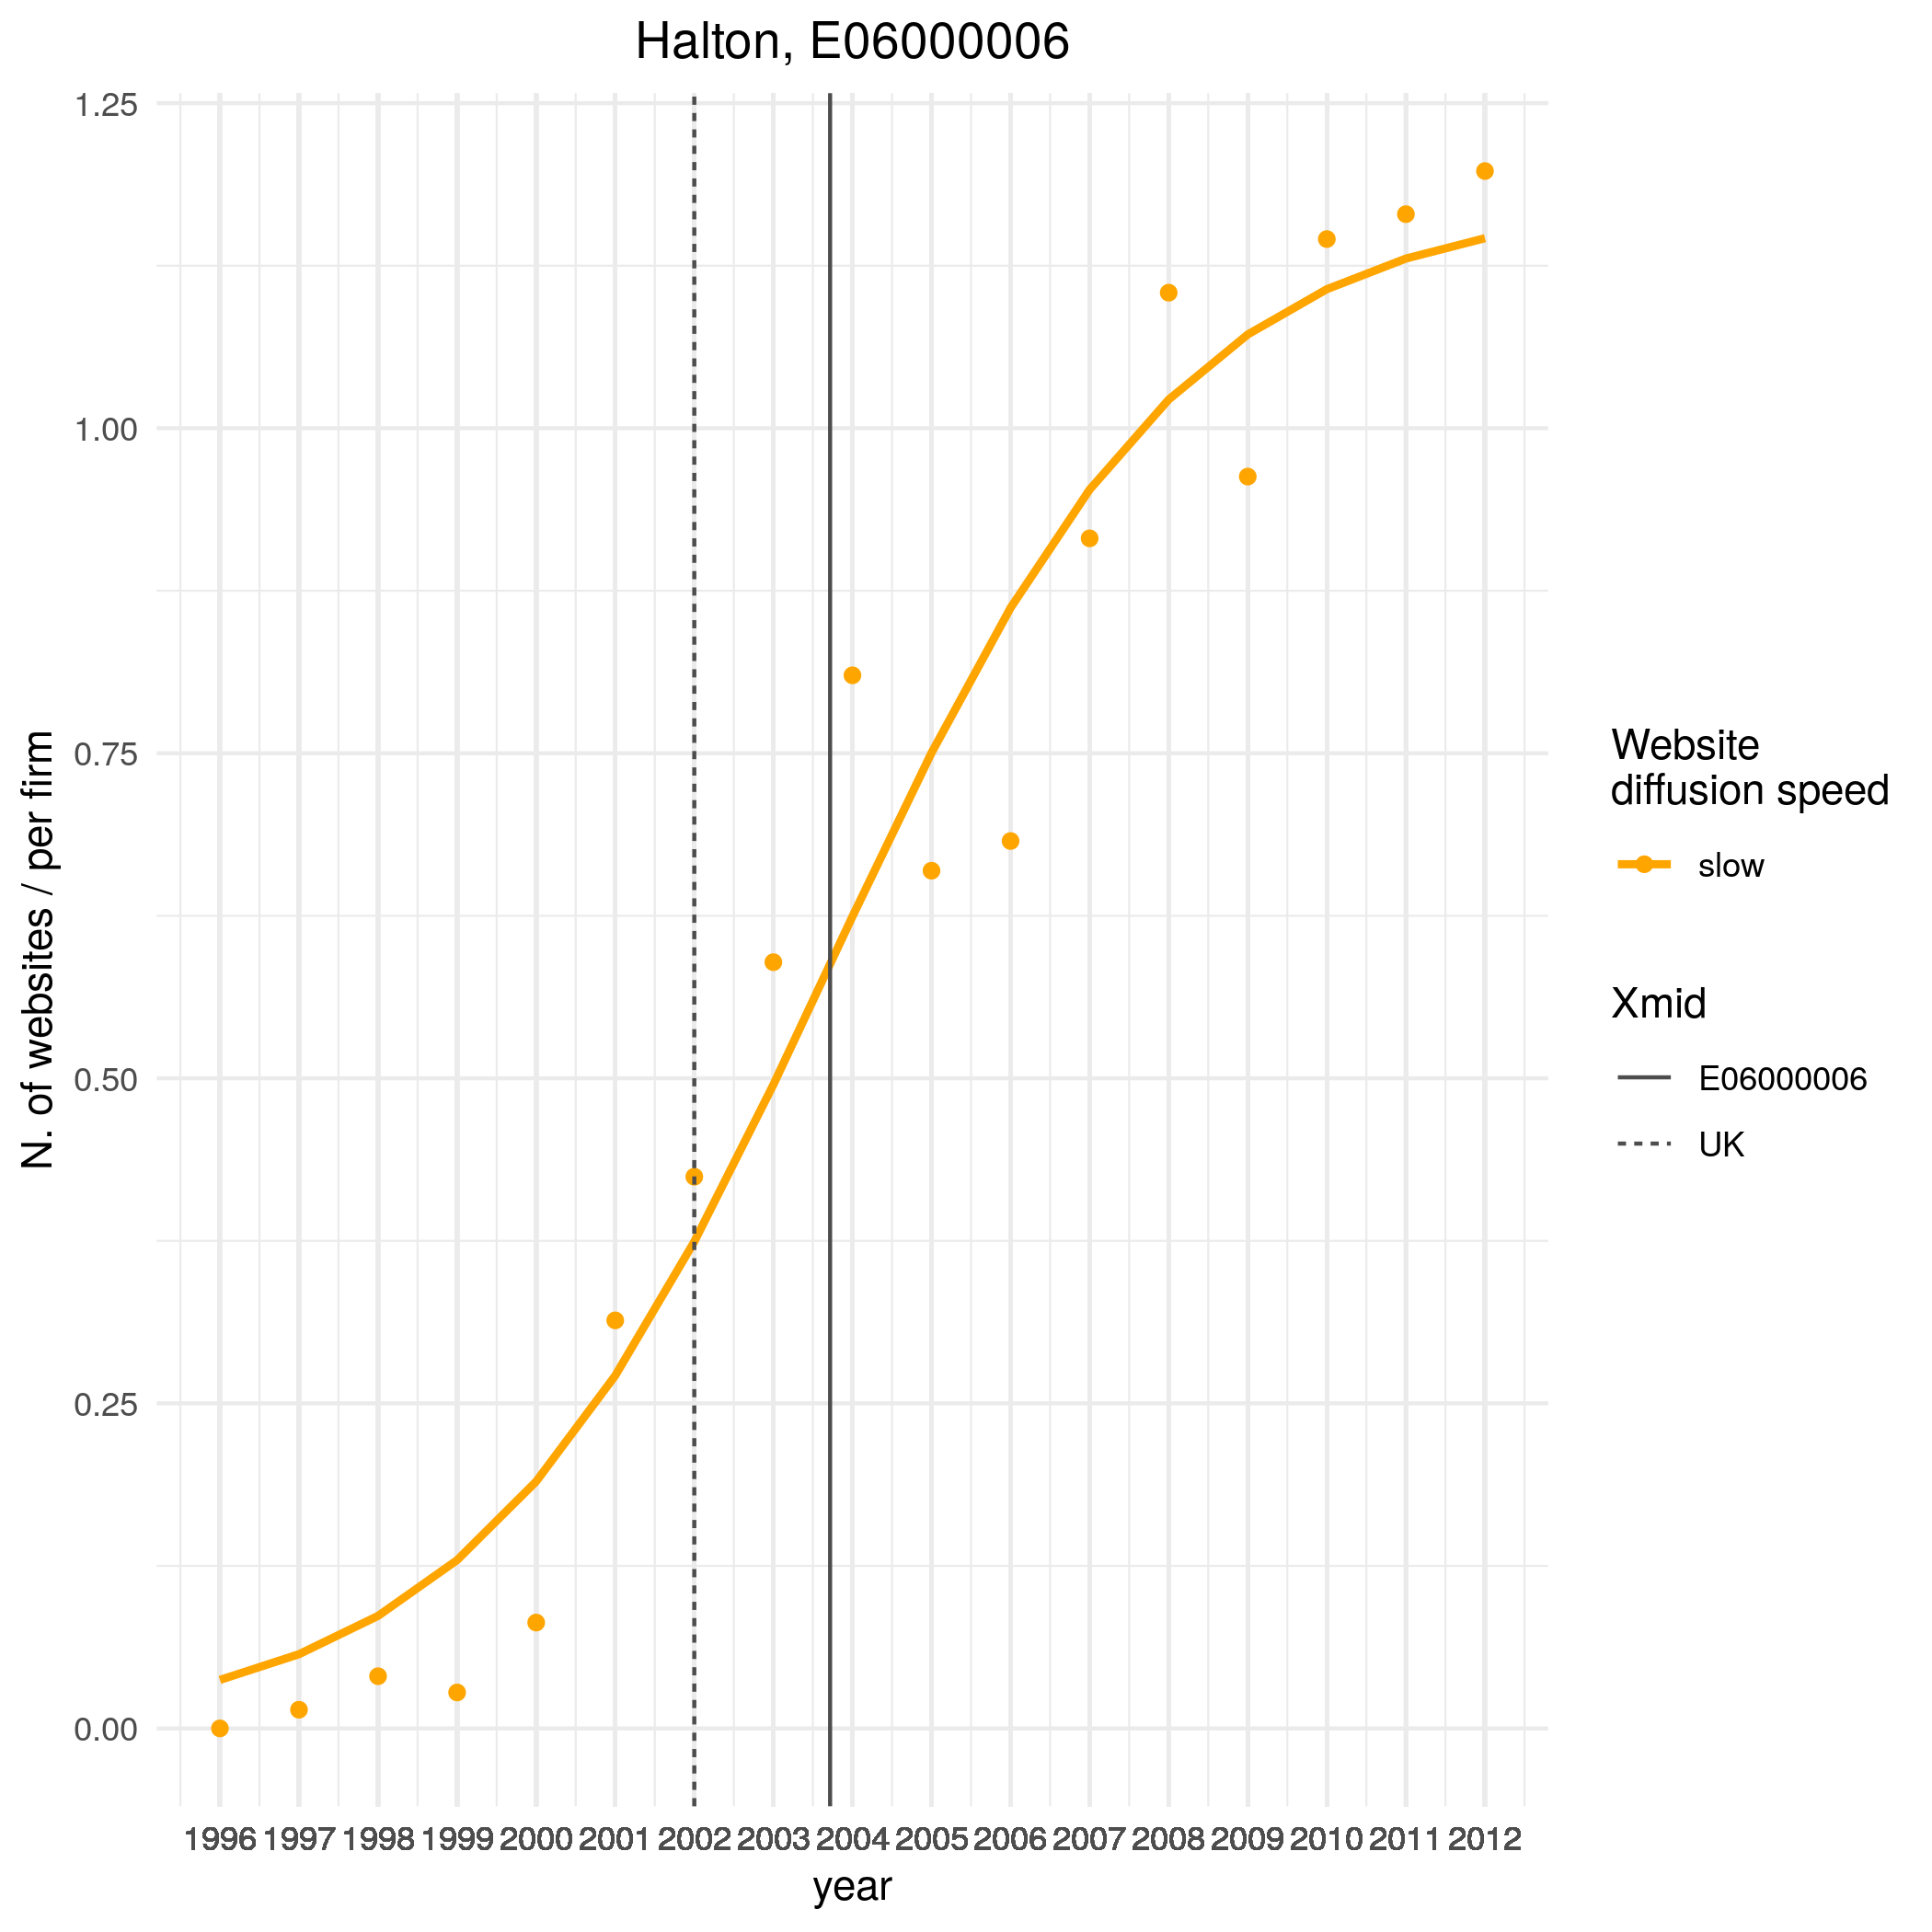 Halton, E06000006
N. of websites / per firm
1.25
1.00
0.75
0.50
0.25
0.00
1996 1997 1998 1999 2000 2001 2002 2003 2004 2005 2006 2007 2008 2009 2010 2011 2012
year
Website
diffusion speed
slow
Xmid
E06000006
UK